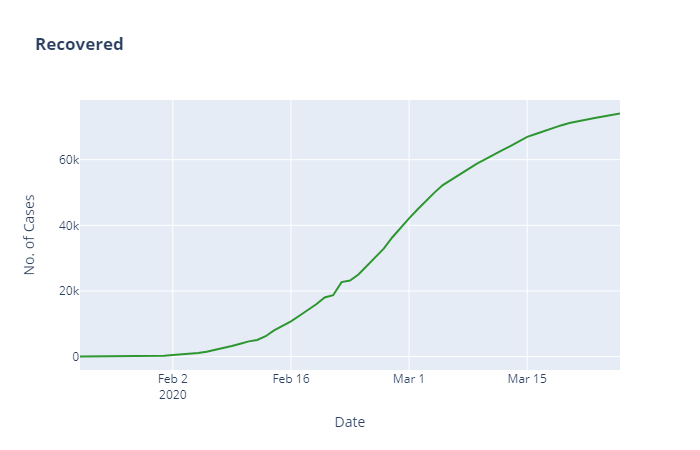 Recovered
No. of Cases
60k
40k
20k
0
Feb 2
2020
Feb 16
Mar 1
Mar 15
Date